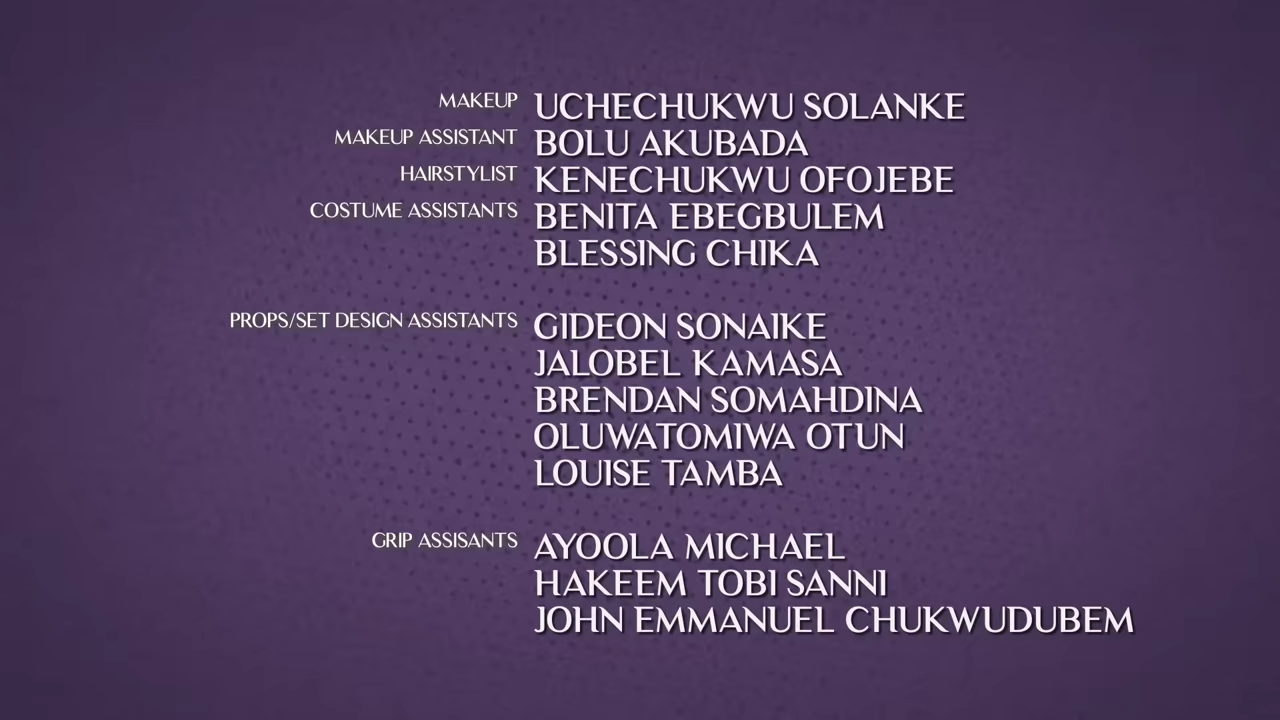 MAKEUP UCHECHUKWU SOLANKE
MAKEUP ASSISTANT BOLU AKUBADA
HAIRSTYLIST KENECHUKWU OFOJEBE
COSTUME ASSISTANTS BENITA EBEGBULEM
BLESSING CHIKA
PROPS/SET DESIGN ASSISTANTS GIDEON SONAIKE
JALOBEL KAMASA
BRENDAN SOMAHDINA
OLUWATOMIWA OTUN
LOUISE TAMBA
GRIP ASSISANTS AYOOLA MICHAEL
HAKEEM TOBI SANNI
JOHN EMMANUEL CHUKWUDUBEM